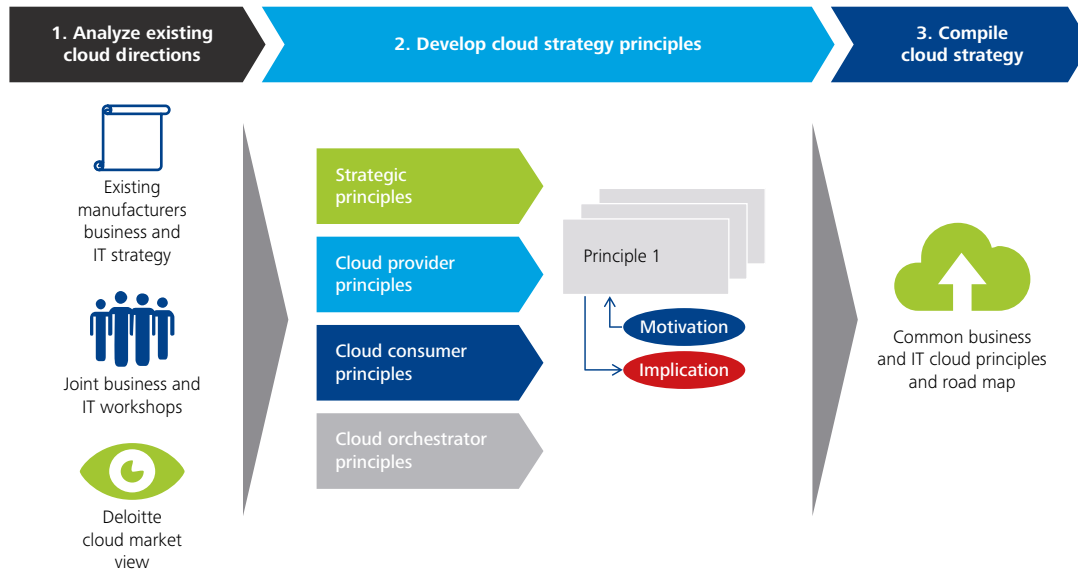 1. Analyze existing
cloud directions
2. Develop cloud strategy principles
3. Compile
cloud strategy
Existing
manufacturers
business and
IT strategy
Joint business and
IT workshops
Deloitte
cloud market
view
Strategic
principles
Cloud provider
principles
Cloud consumer
principles
Cloud orchestrator
principles
Principle 1
Motivation
Implication
Common business
and IT cloud principles
and road map